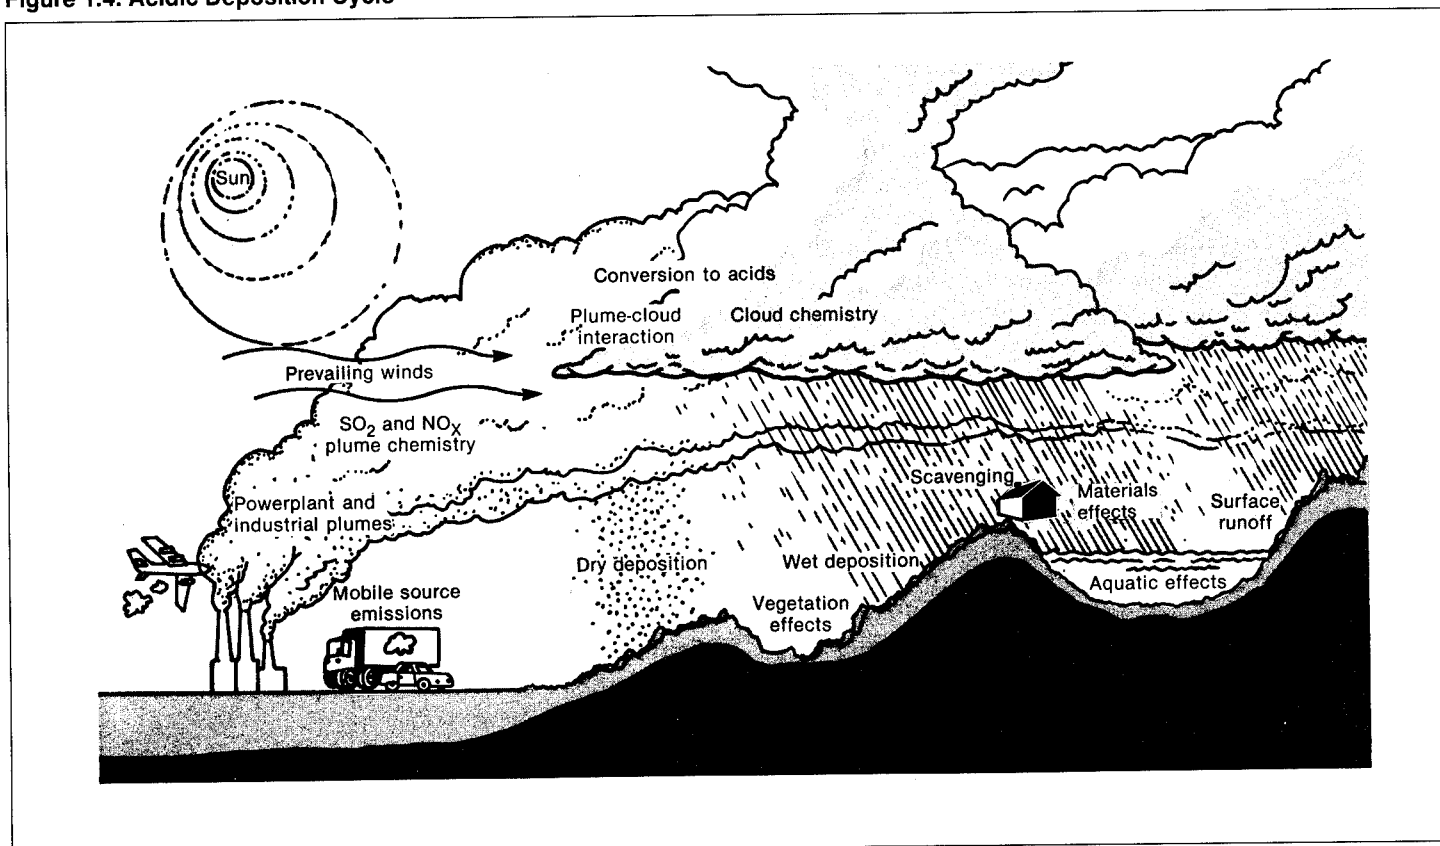 Figure 1.4: Acidic Deposition Cycle
Sun
Conversion to acids
Plume-cloud
interaction
Cloud chemistry
Prevailing winds
SO₂ and NOₓ
plume chemistry
Powerplant and
industrial plumes
Scavenging
Materials
effects
Surface
runoff
Dry deposition
Wet deposition
Aquatic effects
Mobile source
emissions
Vegetation
effects